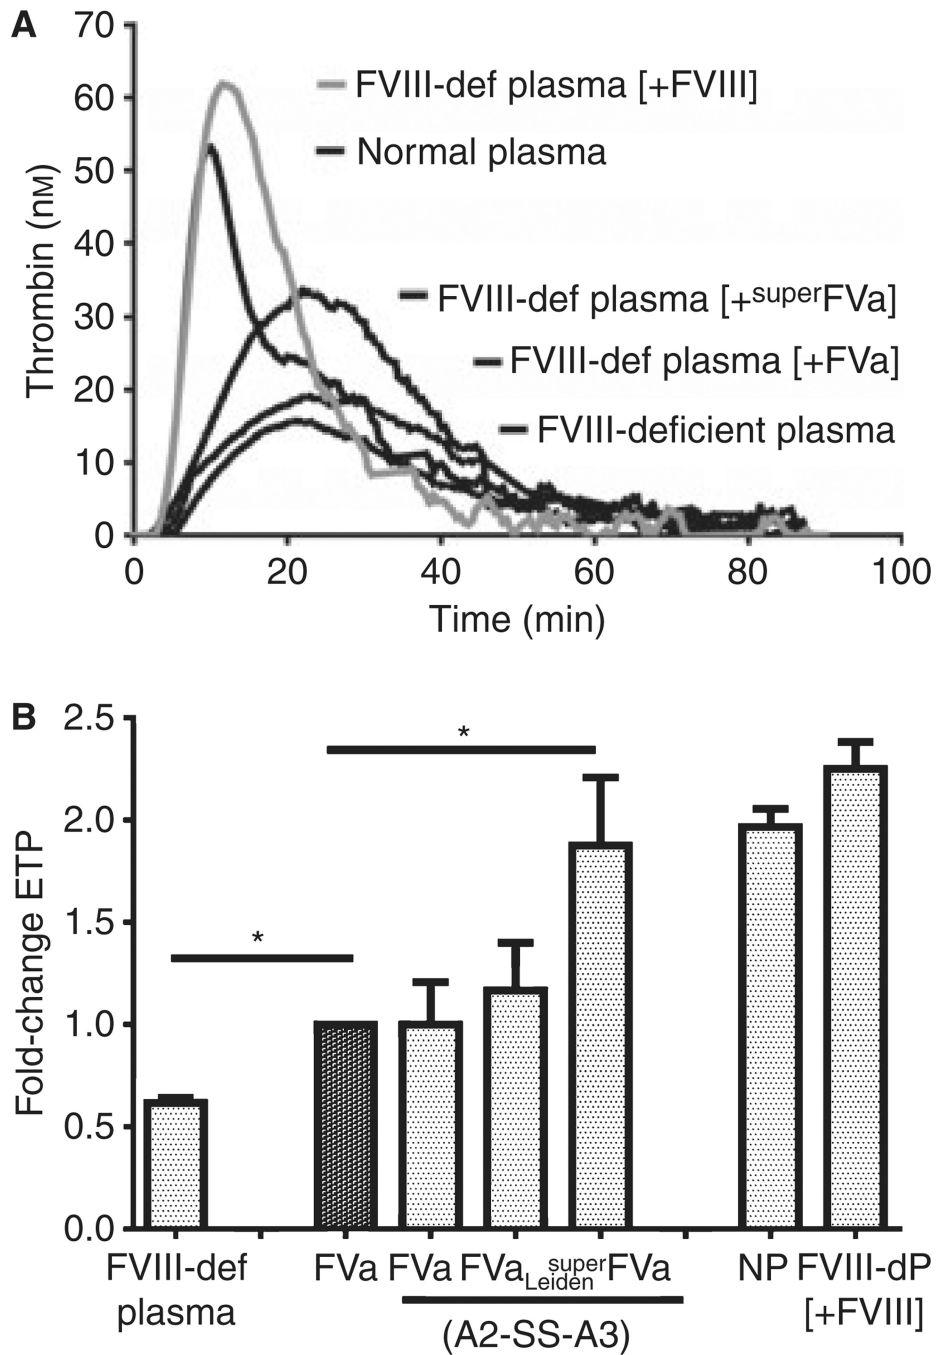 A
70
60
50
40
30
20
10
0
Thrombin (nM)
FVIII-def plasma [+FVIII]
Normal plasma
FVIII-def plasma [+superFVa]
FVIII-def plasma [+FVa]
FVIII-deficient plasma
0 20 40 60 80 100
Time (min)
B
2.5
2.0
1.5
1.0
0.5
0.0
Fold-change ETP
*
*
FVIII-def
plasma
FVa
FVa
FVaLeiden
superFVa
(A2-SS-A3)
NP
FVIII-dP
[+FVIII]